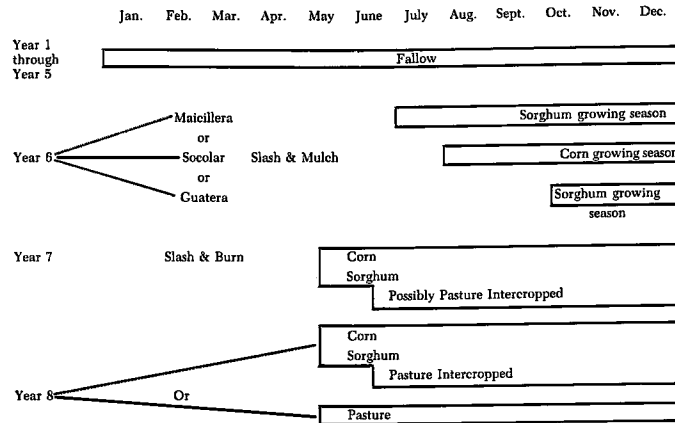 Jan. Feb. Mar. Apr. May June July Aug. Sept. Oct. Nov. Dec.
Year 1
through
Year 5
Fallow
Maicillera
Sorghum growing season
or
Year 6
Socolar
Slash & Mulch
Corn growing season
or
Guatera
Sorghum growing
season
Year 7
Slash & Burn
Corn
Sorghum
Possibly Pasture Intercropped
Corn
Sorghum
Pasture Intercropped
Year 8
Or
Pasture